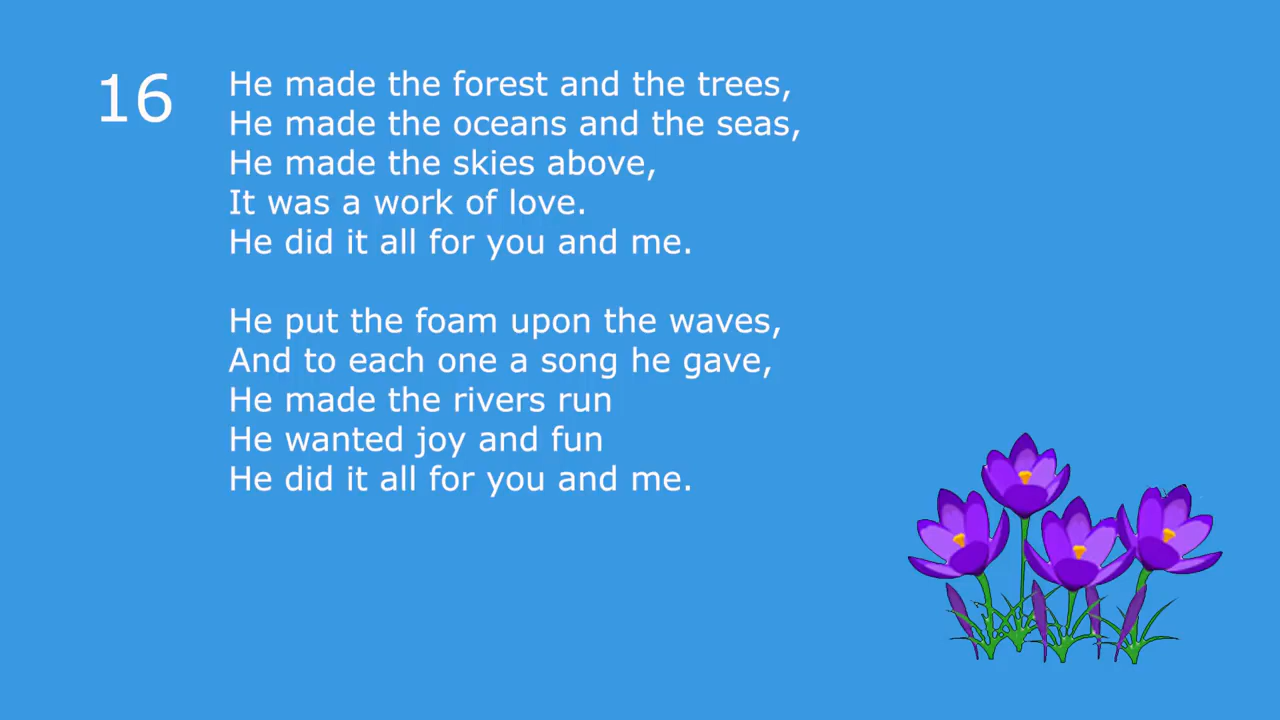 16
He made the forest and the trees,
He made the oceans and the seas,
He made the skies above,
It was a work of love.
He did it all for you and me.
He put the foam upon the waves,
And to each one a song he gave,
He made the rivers run
He wanted joy and fun
He did it all for you and me.